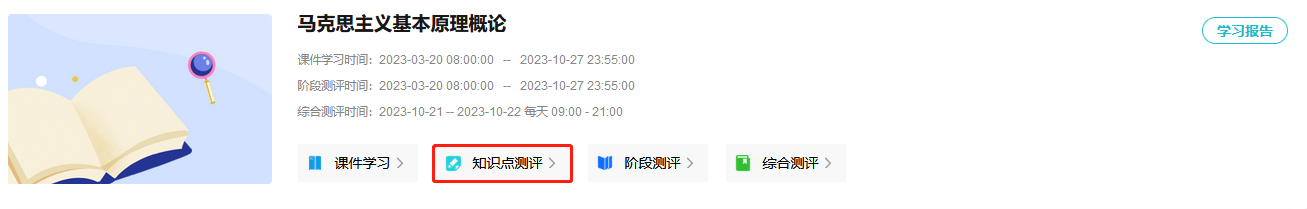 马克思主义基本原理概论
学习报告
课件学习时间：2023-03-20 08:00:00 -- 2023-10-27 23:55:00
阶段测评时间：2023-03-20 08:00:00 -- 2023-10-27 23:55:00
综合测评时间：2023-10-21 -- 2023-10-22 每天 09:00 - 21:00
课件学习 > 知识点测评 > 阶段测评 > 综合测评 >